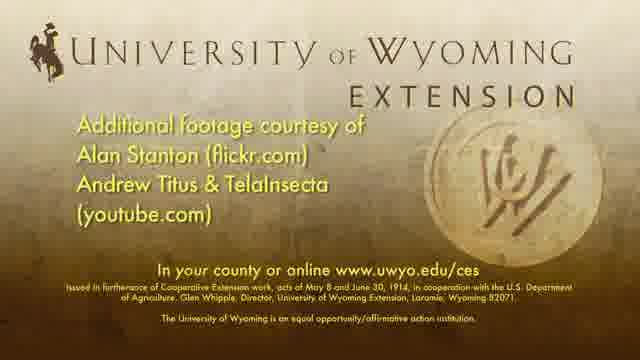 UNIVERSITY OF WYOMING
EXTENSION
Additional footage courtesy of
Alan Stanton (flickr.com)
Andrew Titus & TelaInsecta
(youtube.com)
In your county or online www.uwyo.edu/ces
Issued in furtherance of Cooperative Extension work, acts of May 8 and June 30, 1914, in cooperation with the U.S. Department
of Agriculture. Glen Whipple, Director, University of Wyoming Extension, Laramie, Wyoming 82071.
The University of Wyoming is an equal opportunity/affirmative action institution.